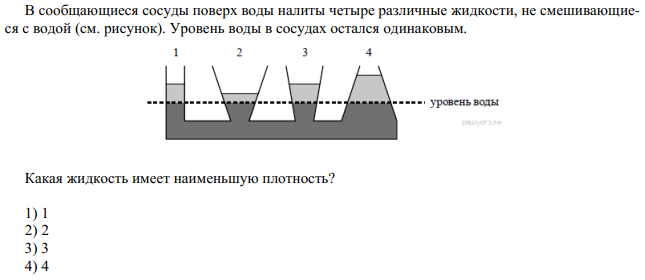 В сообщающиеся сосуды поверх воды налиты четыре различные жидкости, не смешивающие-
ся с водой (см. рисунок). Уровень воды в сосудах остался одинаковым.
1 2 3 4
уровень воды
решуогэ.рф
Какая жидкость имеет наименьшую плотность?
1) 1
2) 2
3) 3
4) 4